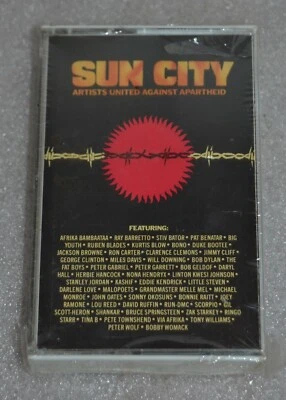 SUN CITY
ARTISTS UNITED AGAINST APARTHEID
FEATURING:
AFRIKA BAMBAATAA • RAY BARRETTO • STIV BATOR • PAT BENATAR • BIG
YOUTH • RUBEN BLADES • KURTIS BLOW • BONO • DUKE BOOTEE •
JACKSON BROWNE • RON CARTER • CLARENCE CLEMONS • JIMMY CLIFF •
GEORGE CLINTON • MILES DAVIS • WILL DOWNING • BOB DYLAN • THE
FAT BOYS • PETER GABRIEL • PETER GARRETT • BOB GELDOF • DARYL
HALL • HERBIE HANCOCK • NONA HENDRYX • LINTON KWESI JOHNSON •
STANLEY JORDAN • KASHIF • EDDIE KENDRICKS • LITTLE STEVEN •
DARLENE LOVE • MALOPOETS • GRANDMASTER MELLE MEL • MICHAEL
MONROE • JOHN OATES • SONNY OKOSUNS • BONNIE RAITT • JOEY
RAMONE • LOU REED • DAVID RUFFIN • RUN-DMC • SCORPIO • GIL
SCOTT-HERON • SHANKAR • BRUCE SPRINGSTEEN • ZAK STARKEY • RINGO
STARR • TINA B • PETE TOWNSHEND • VIA AFRIKA • TONY WILLIAMS •
PETER WOLF • BOBBY WOMACK